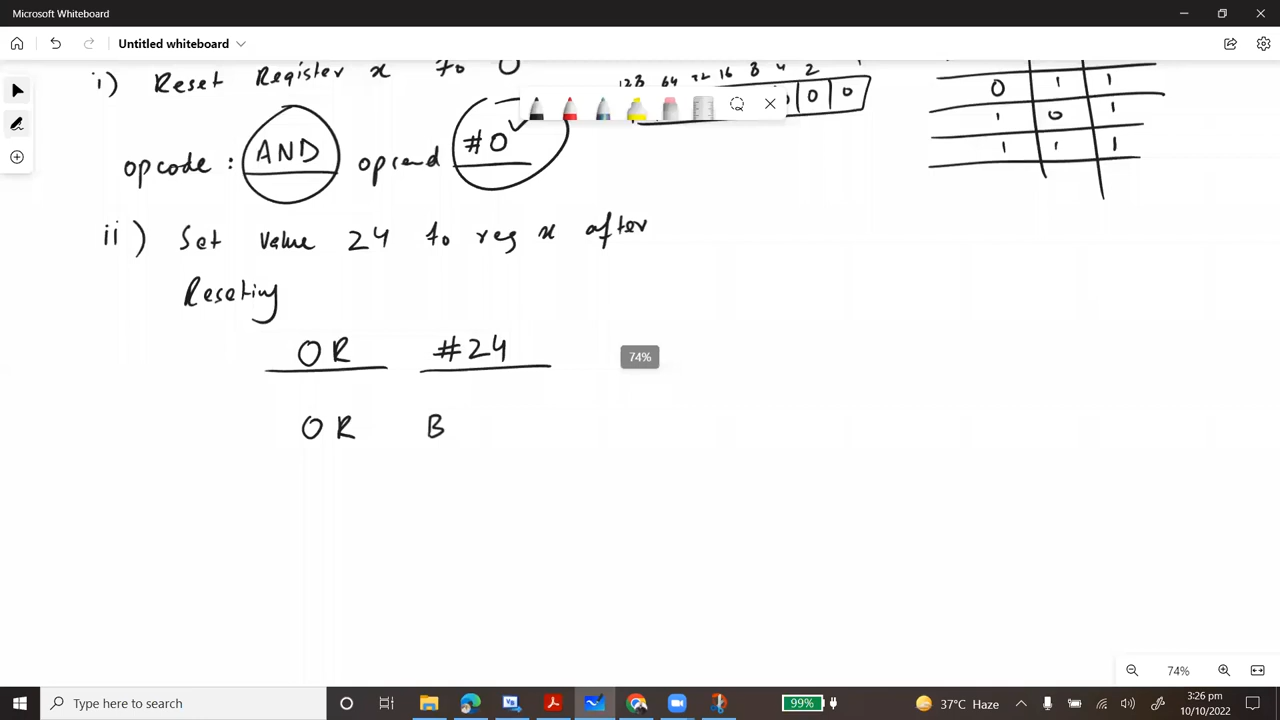 Microsoft Whiteboard
Untitled whiteboard
i) Reset Register x to 0
128 64 32 16 8 4 2 1
0 0
0 1 1
1 0 1
1 1 1
opcode : AND operand #0
ii) Set value 24 to reg x after
Reseting
OR #24
74%
OR B
74%
Type here to search
99%
37°C Haze
3:26 pm
10/10/2022